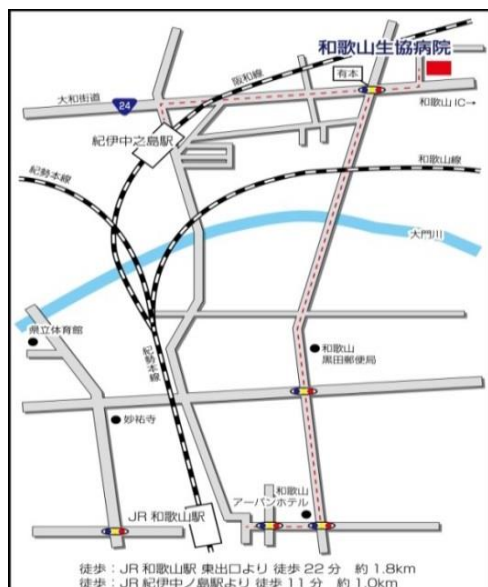 和歌山生協病院
阪和線
有本
大和街道
24
和歌山 IC→
紀伊中之島駅
紀勢本線
和歌山線
大門川
県立体育館
紀勢本線
和歌山
黒田郵便局
妙祐寺
JR 和歌山駅
和歌山
アーバンホテル
徒歩：JR 和歌山駅 東出口より 徒歩 22 分 約 1.8km
徒歩：JR 紀伊中ノ島駅より 徒歩 11 分 約 1.0km